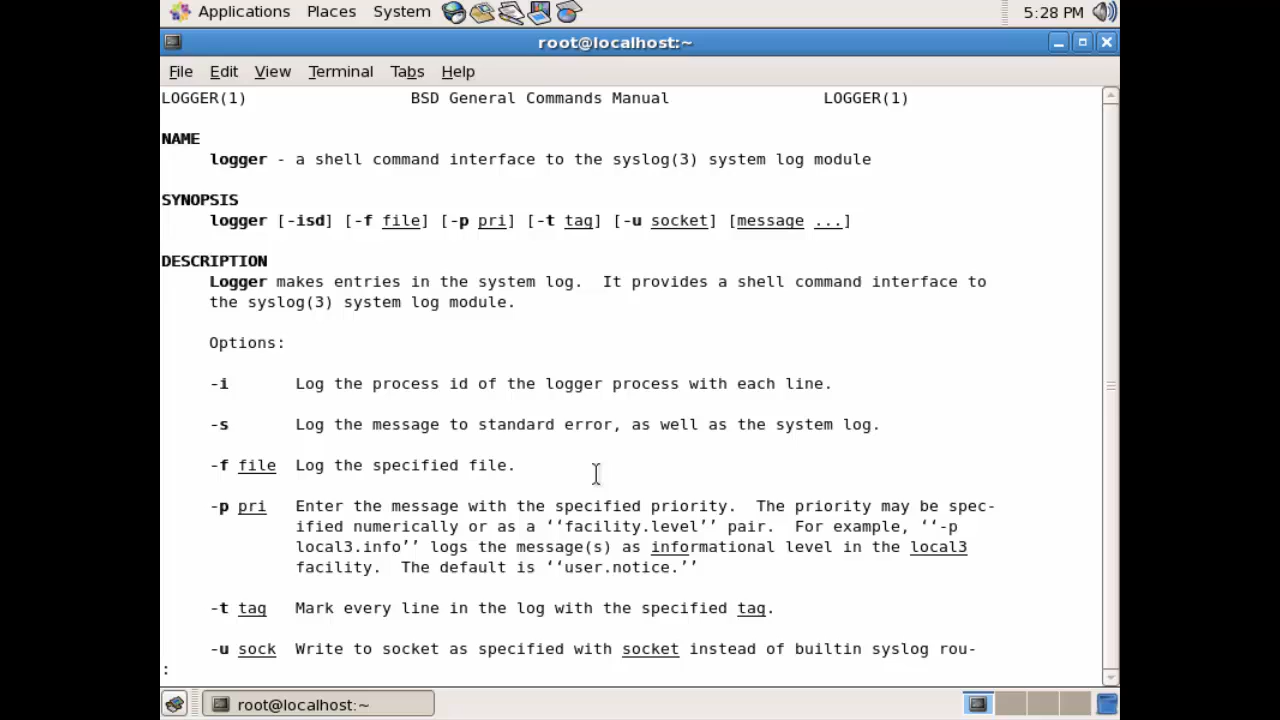 Applications Places System 5:28 PM
root@localhost:~
File Edit View Terminal Tabs Help
LOGGER(1) BSD General Commands Manual LOGGER(1)
NAME
logger - a shell command interface to the syslog(3) system log module
SYNOPSIS
logger [-isd] [-f file] [-p pri] [-t tag] [-u socket] [message ...]
DESCRIPTION
Logger makes entries in the system log. It provides a shell command interface to
the syslog(3) system log module.
Options:
-i Log the process id of the logger process with each line.
-s Log the message to standard error, as well as the system log.
-f file Log the specified file.
-p pri Enter the message with the specified priority. The priority may be spec-
ified numerically or as a ‘‘facility.level’’ pair. For example, ‘‘-p
local3.info’’ logs the message(s) as informational level in the local3
facility. The default is ‘‘user.notice.’’
-t tag Mark every line in the log with the specified tag.
-u sock Write to socket as specified with socket instead of builtin syslog rou-
:
root@localhost:~